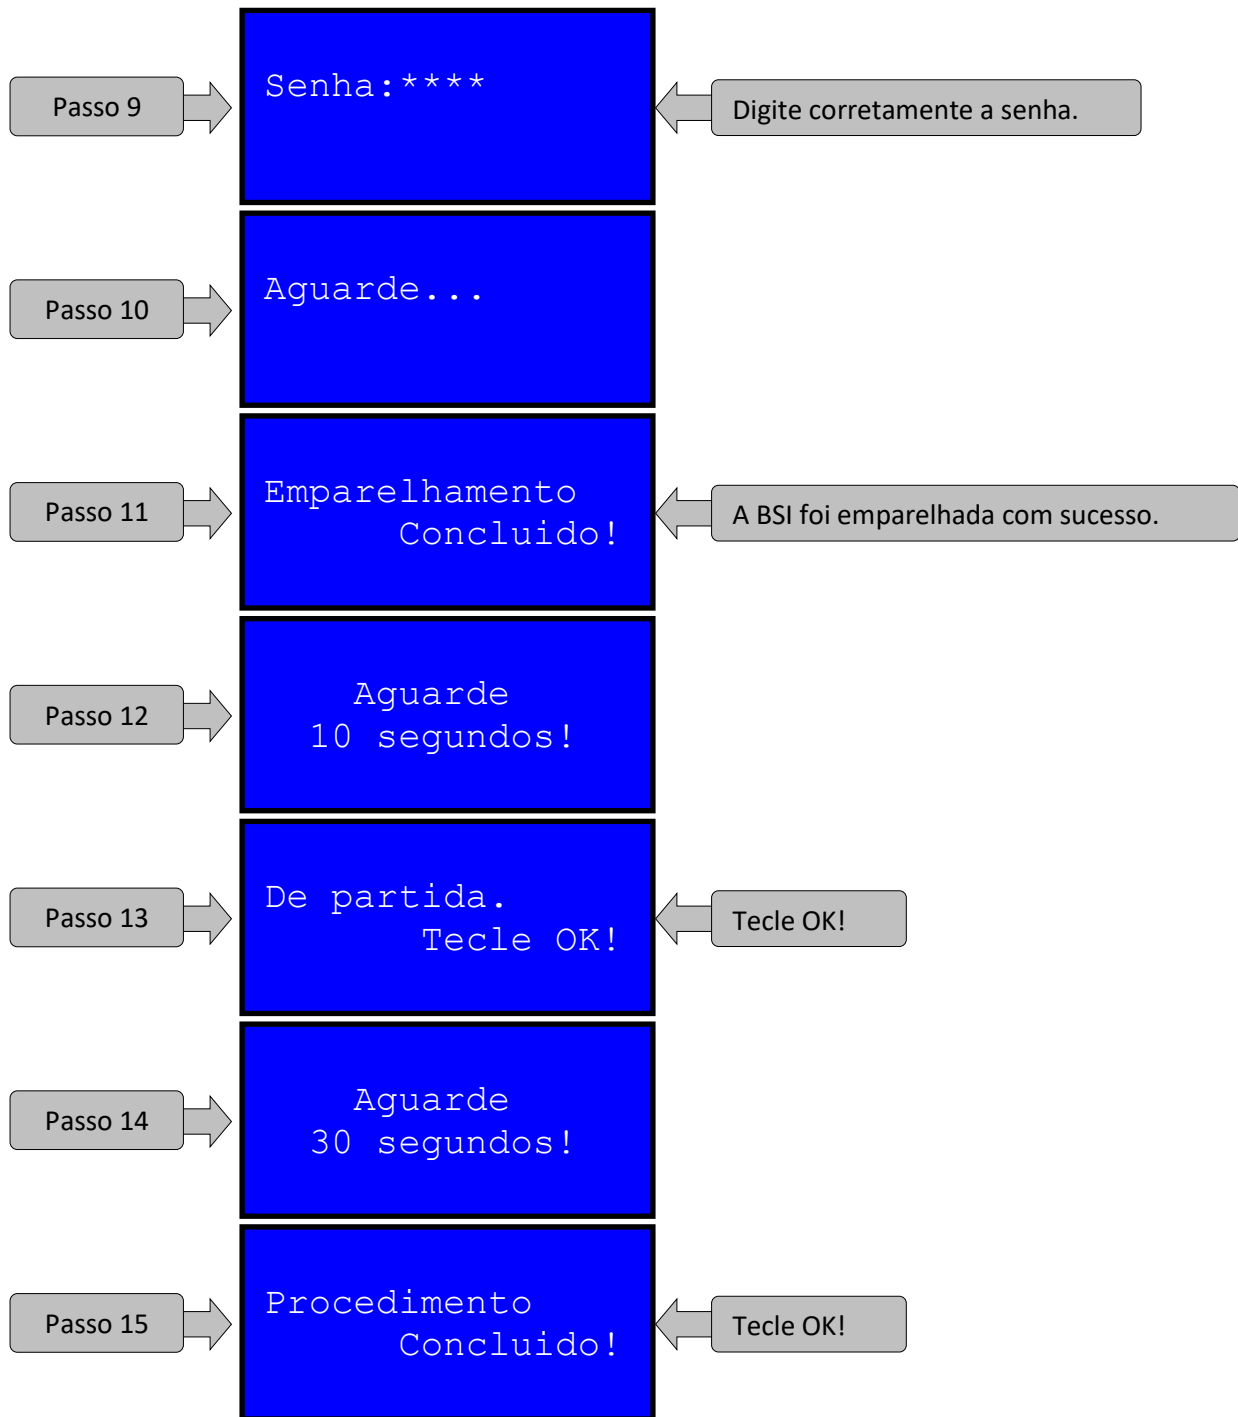 Passo 9
Senha:****
Digite corretamente a senha.
Passo 10
Aguarde...
Passo 11
Emparelhamento
Concluido!
A BSI foi emparelhada com sucesso.
Passo 12
Aguarde
10 segundos!
Passo 13
De partida.
Tecle OK!
Tecle OK!
Passo 14
Aguarde
30 segundos!
Passo 15
Procedimento
Concluido!
Tecle OK!